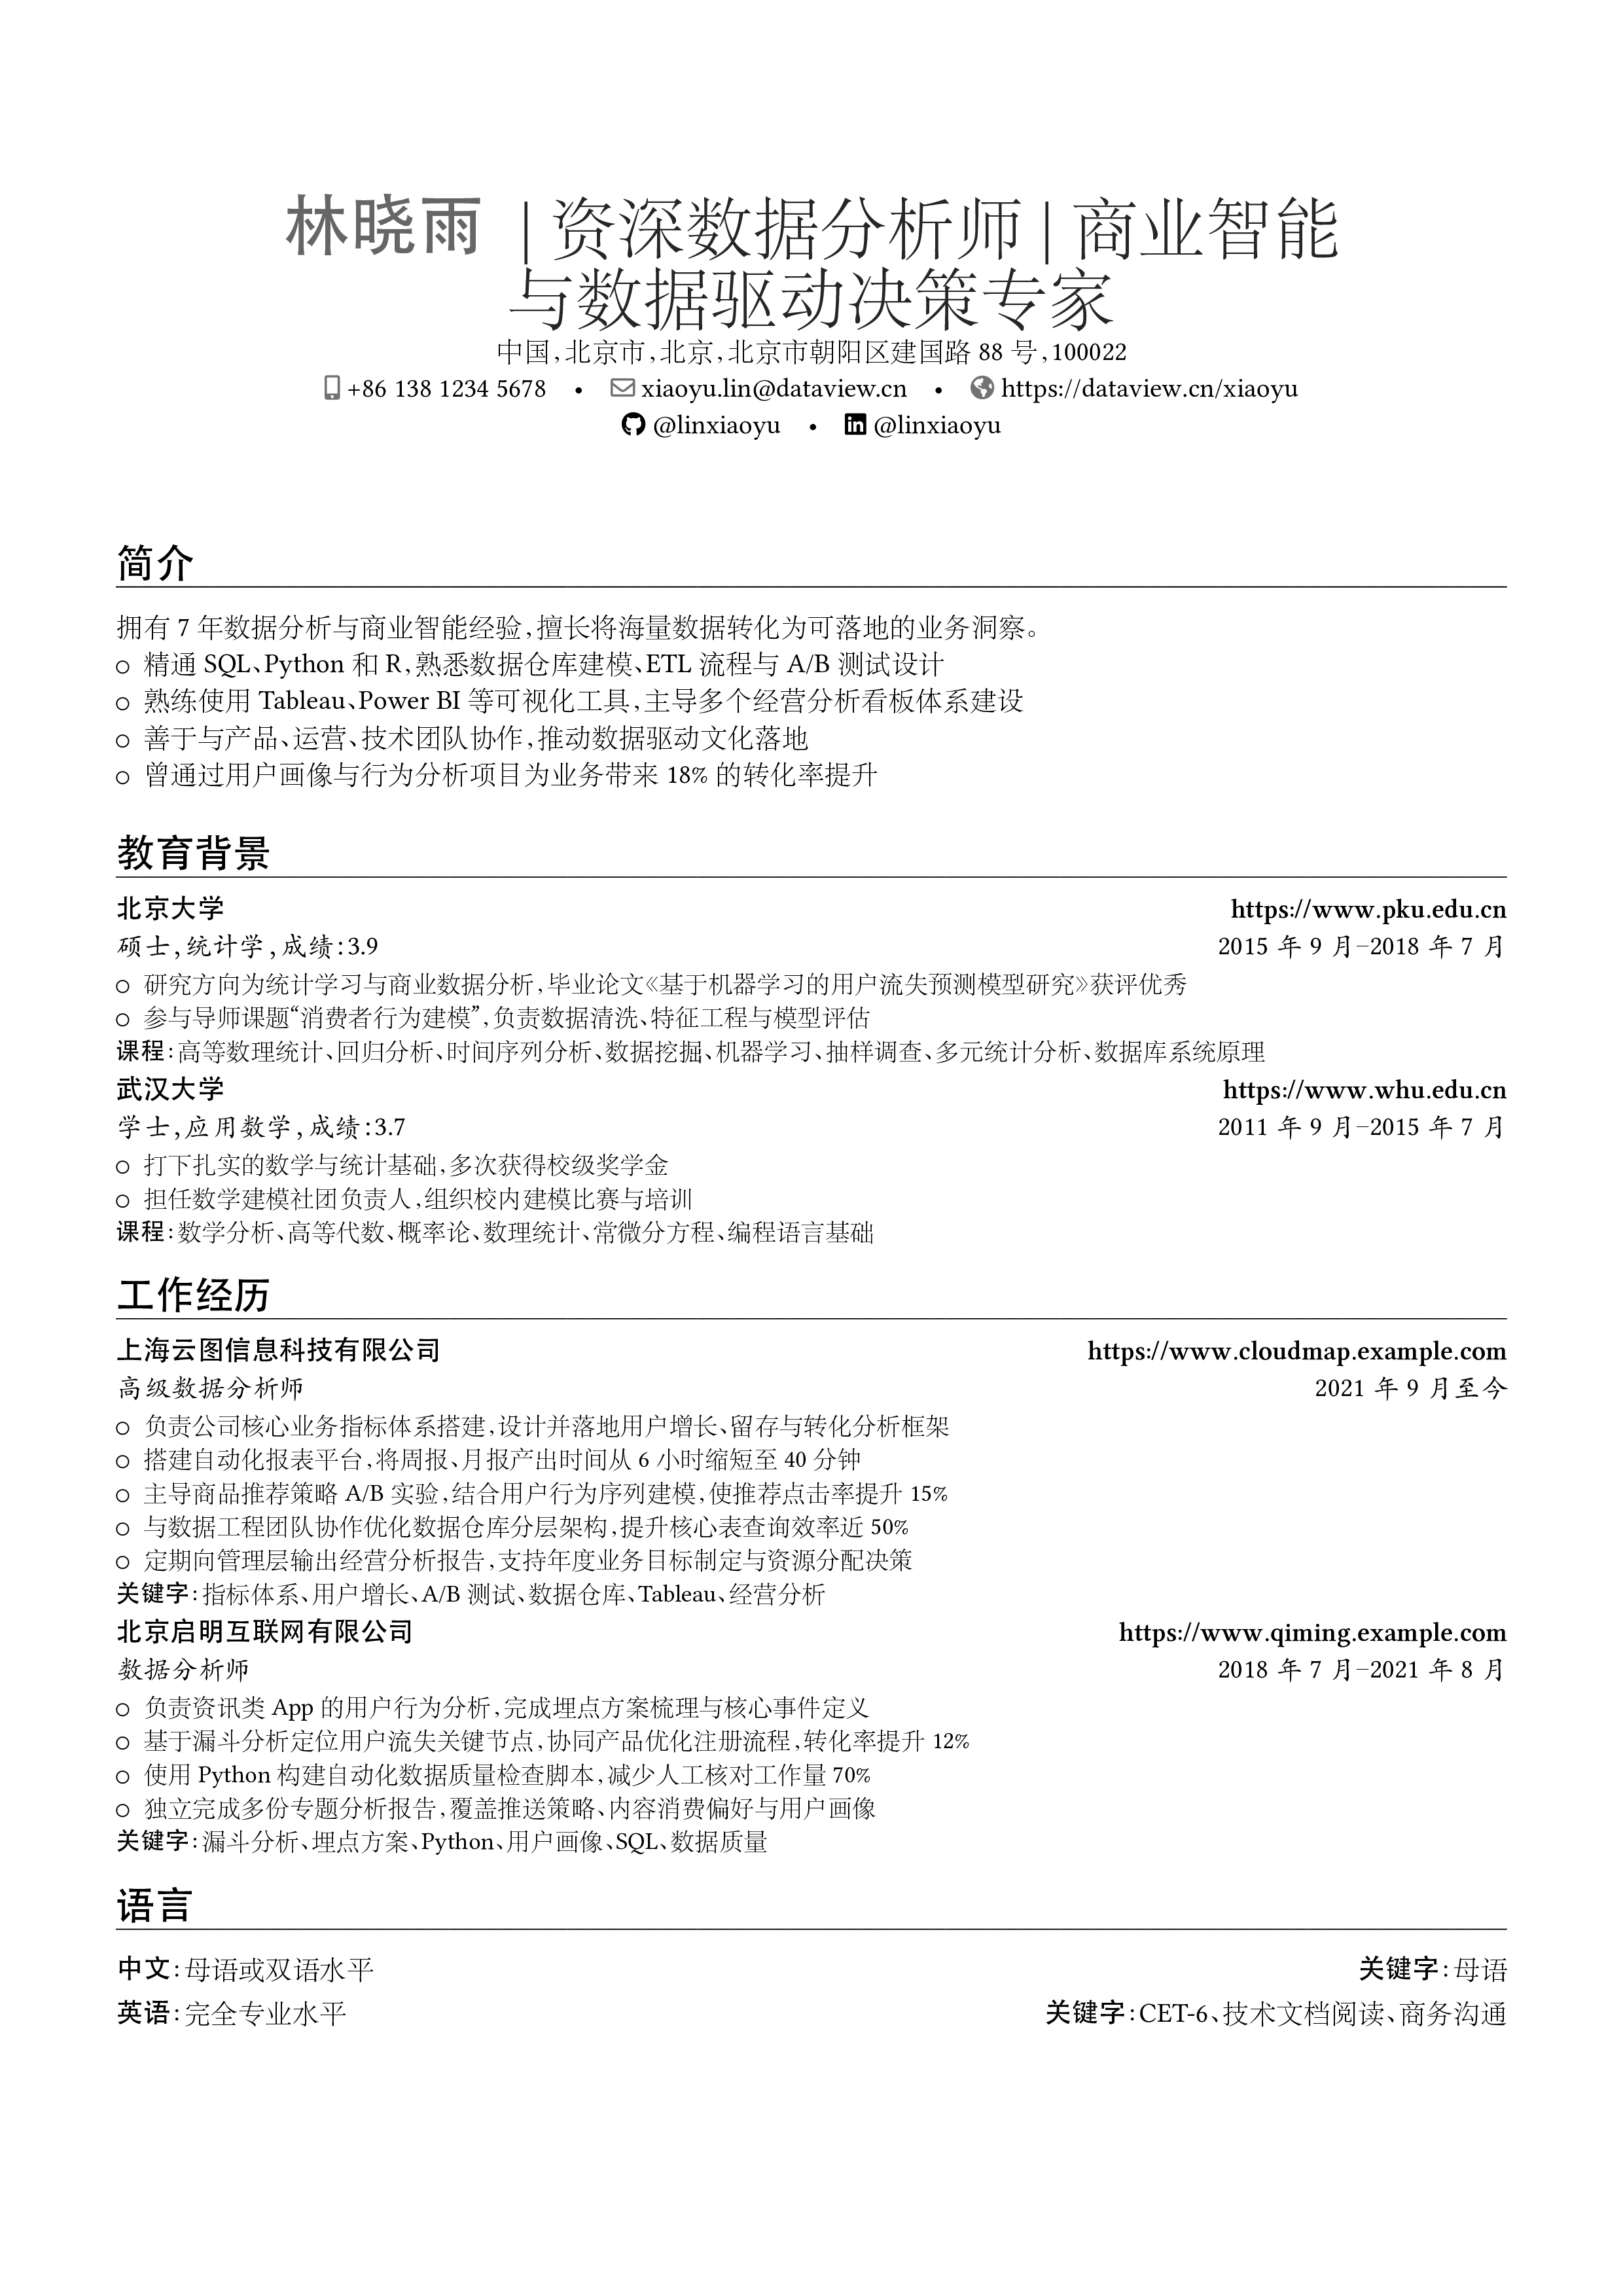 林晓雨 | 资深数据分析师 | 商业智能
与数据驱动决策专家
中国,北京市,北京,北京市朝阳区建国路 88 号,100022
+86 138 1234 5678 • xiaoyu.lin@dataview.cn • https://dataview.cn/xiaoyu
@linxiaoyu • @linxiaoyu
简介
拥有 7 年数据分析与商业智能经验,擅长将海量数据转化为可落地的业务洞察。
○ 精通 SQL、Python 和 R,熟悉数据仓库建模、ETL 流程与 A/B 测试设计
○ 熟练使用 Tableau、Power BI 等可视化工具,主导多个经营分析看板体系建设
○ 善于与产品、运营、技术团队协作,推动数据驱动文化落地
○ 曾通过用户画像与行为分析项目为业务带来 18% 的转化率提升
教育背景
北京大学 https://www.pku.edu.cn
硕士,统计学,成绩:3.9 2015 年 9 月–2018 年 7 月
○ 研究方向为统计学习与商业数据分析,毕业论文《基于机器学习的用户流失预测模型研究》获评优秀
○ 参与导师课题“消费者行为建模”,负责数据清洗、特征工程与模型评估
课程:高等数理统计、回归分析、时间序列分析、数据挖掘、机器学习、抽样调查、多元统计分析、数据库系统原理
武汉大学 https://www.whu.edu.cn
学士,应用数学,成绩:3.7 2011 年 9 月–2015 年 7 月
○ 打下扎实的数学与统计基础,多次获得校级奖学金
○ 担任数学建模社团负责人,组织校内建模比赛与培训
课程:数学分析、高等代数、概率论、数理统计、常微分方程、编程语言基础
工作经历
上海云图信息科技有限公司 https://www.cloudmap.example.com
高级数据分析师 2021 年 9 月至今
○ 负责公司核心业务指标体系搭建,设计并落地用户增长、留存与转化分析框架
○ 搭建自动化报表平台,将周报、月报产出时间从 6 小时缩短至 40 分钟
○ 主导商品推荐策略 A/B 实验,结合用户行为序列建模,使推荐点击率提升 15%
○ 与数据工程团队协作优化数据仓库分层架构,提升核心表查询效率近 50%
○ 定期向管理层输出经营分析报告,支持年度业务目标制定与资源分配决策
关键字:指标体系、用户增长、A/B 测试、数据仓库、Tableau、经营分析
北京启明互联网有限公司 https://www.qiming.example.com
数据分析师 2018 年 7 月–2021 年 8 月
○ 负责资讯类 App 的用户行为分析,完成埋点方案梳理与核心事件定义
○ 基于漏斗分析定位用户流失关键节点,协同产品优化注册流程,转化率提升 12%
○ 使用 Python 构建自动化数据质量检查脚本,减少人工核对工作量 70%
○ 独立完成多份专题分析报告,覆盖推送策略、内容消费偏好与用户画像
关键字:漏斗分析、埋点方案、Python、用户画像、SQL、数据质量
语言
中文:母语或双语水平 关键字:母语
英语:完全专业水平 关键字:CET-6、技术文档阅读、商务沟通